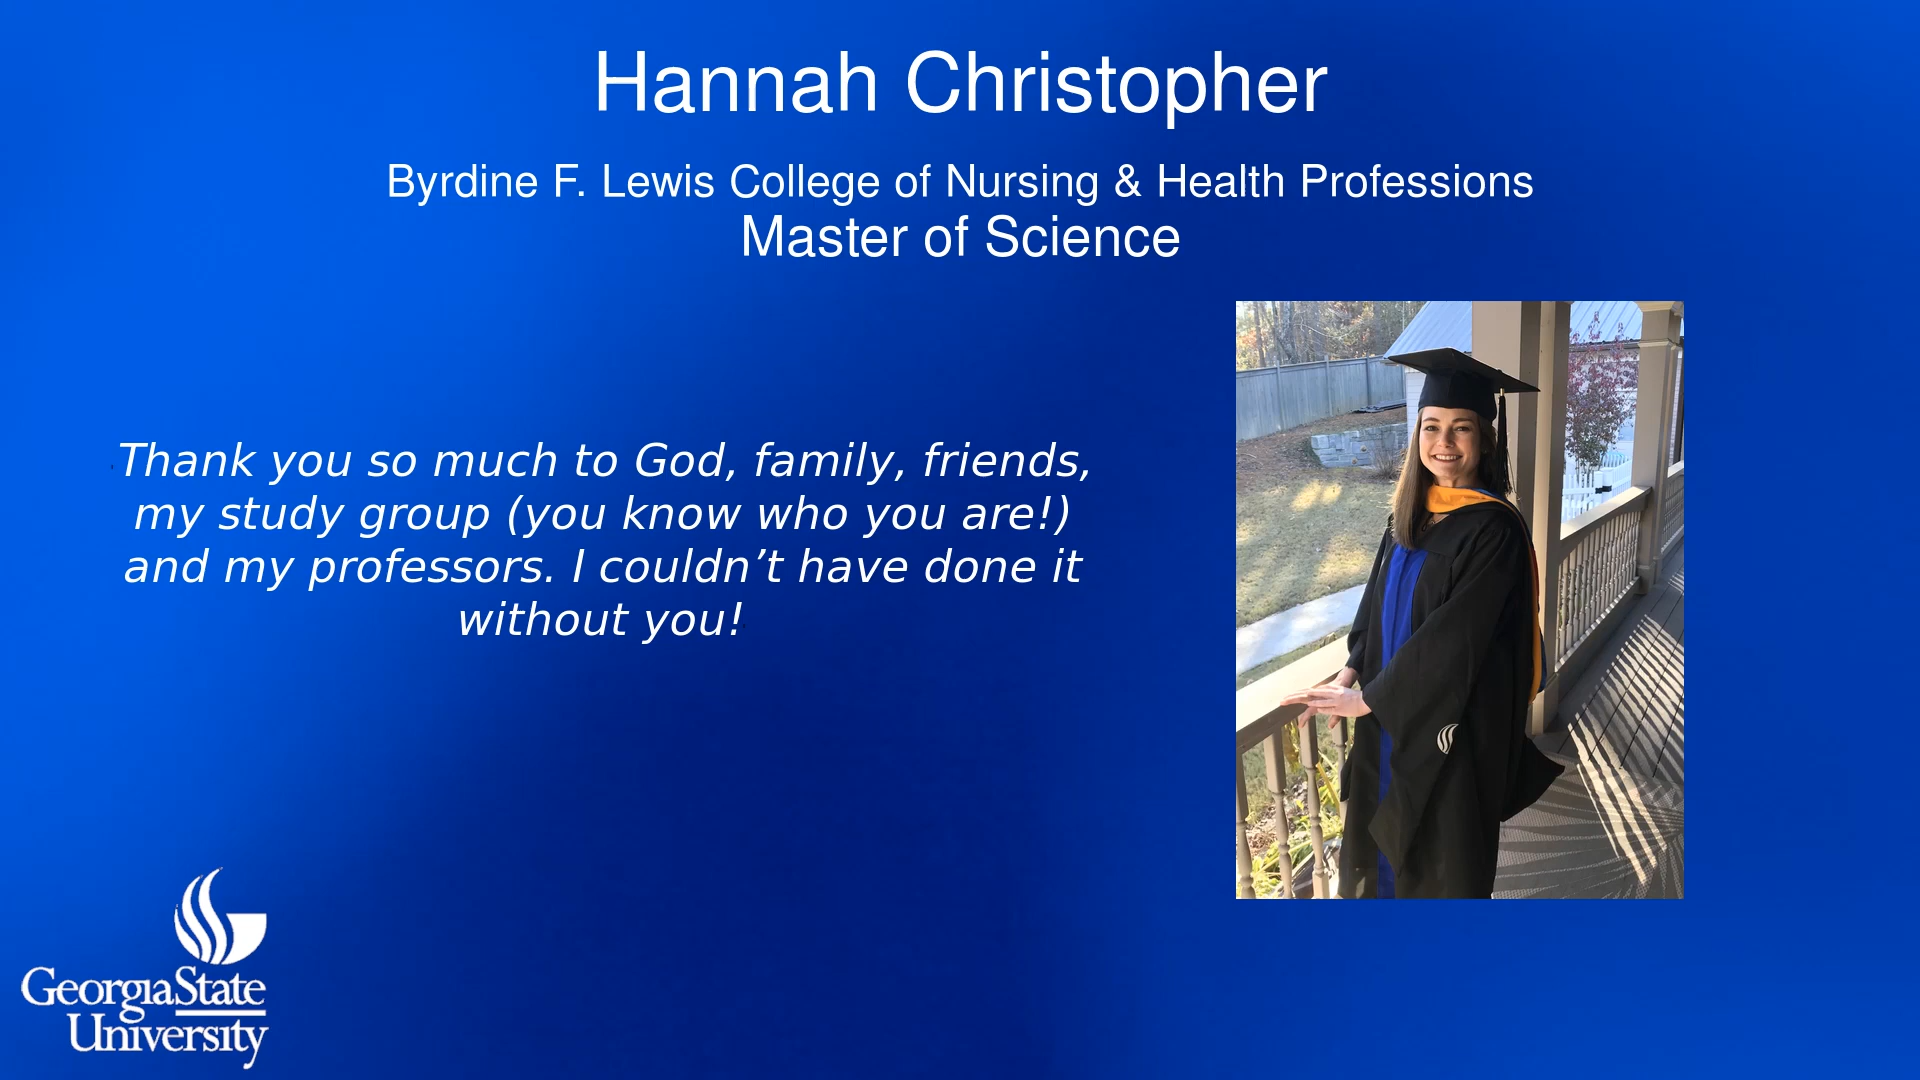 Hannah Christopher
Byrdine F. Lewis College of Nursing & Health Professions
Master of Science
Thank you so much to God, family, friends,
my study group (you know who you are!)
and my professors. I couldn’t have done it
without you!
GeorgiaState
University